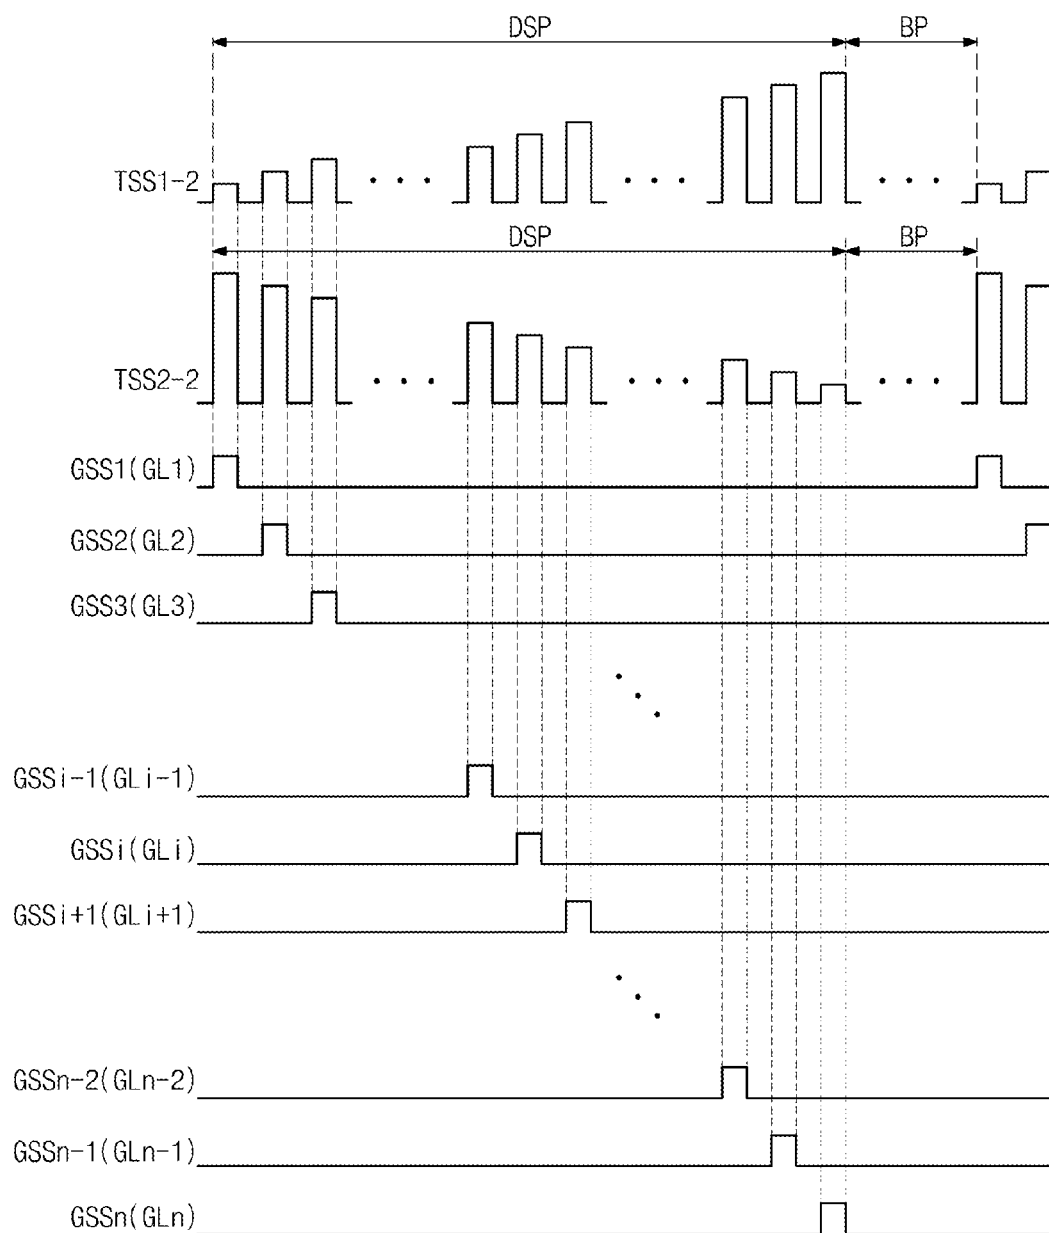 DSP BP
TSS1-2
DSP BP
TSS2-2
GSS1(GL1)
GSS2(GL2)
GSS3(GL3)
GSSi-1(GLi-1)
GSSi(GLi)
GSSi+1(GLi+1)
GSSn-2(GLn-2)
GSSn-1(GLn-1)
GSSn(GLn)